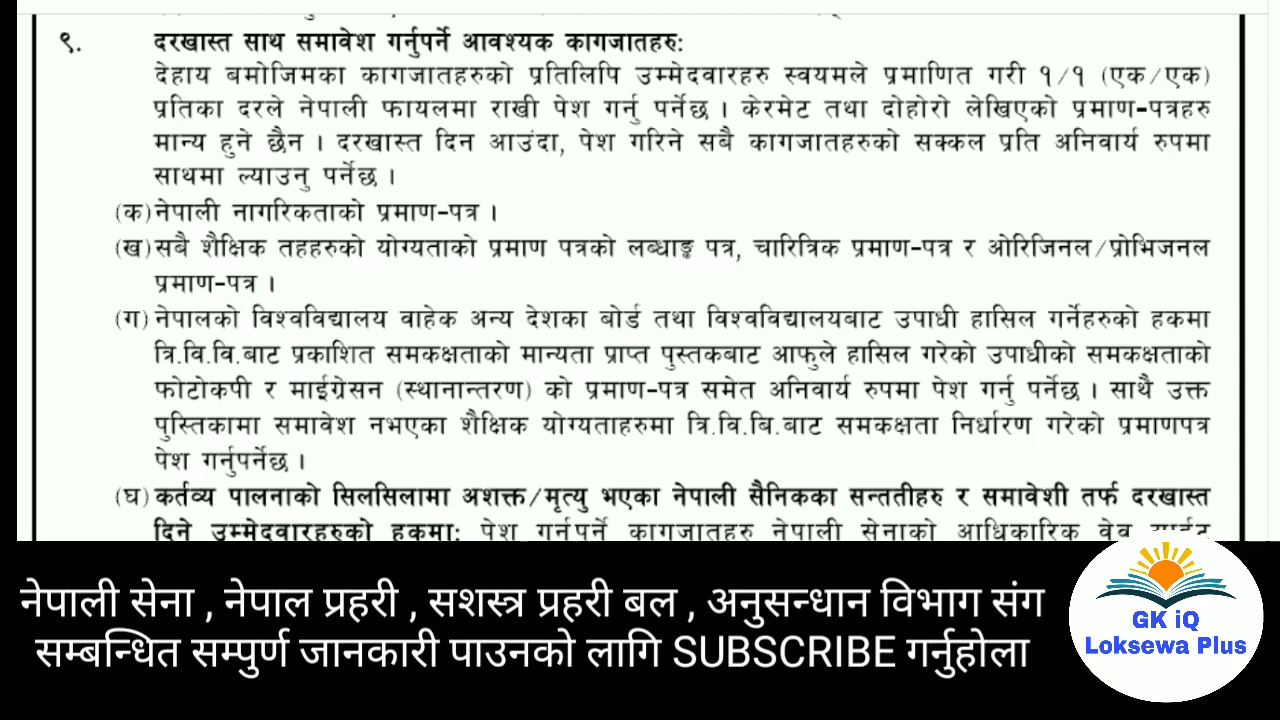 ९. दरखास्त साथ समावेश गर्नुपर्ने आवश्यक कागजातहरुः
देहाय बमोजिमका कागजातहरुको प्रतिलिपि उम्मेदवारहरु स्वयमले प्रमाणित गरी १/१ (एक/एक)
प्रतिका दरले नेपाली फायलमा राखी पेश गर्नु पर्नेछ । केरमेट तथा दोहोरो लेखिएको प्रमाण-पत्रहरु
मान्य हुने छैन । दरखास्त दिन आउंदा, पेश गरिने सबै कागजातहरुको सक्कल प्रति अनिवार्य रुपमा
साथमा ल्याउनु पर्नेछ ।
(क) नेपाली नागरिकताको प्रमाण-पत्र ।
(ख) सबै शैक्षिक तहहरुको योग्यताको प्रमाण पत्रको लब्धाङ्क पत्र, चारित्रिक प्रमाण-पत्र र ओरिजिनल/प्रोभिजनल
प्रमाण-पत्र ।
(ग) नेपालको विश्वविद्यालय वाहेक अन्य देशका बोर्ड तथा विश्वविद्यालयबाट उपाधी हासिल गर्नेहरुको हकमा
त्रि.वि.वि.बाट प्रकाशित समकक्षताको मान्यता प्राप्त पुस्तकबाट आफुले हासिल गरेको उपाधीको समकक्षताको
फोटोकपी र माईग्रेसन (स्थानान्तरण) को प्रमाण-पत्र समेत अनिवार्य रुपमा पेश गर्नु पर्नेछ । साथै उक्त
पुस्तिकामा समावेश नभएका शैक्षिक योग्यताहरुमा त्रि.वि.बि.बाट समकक्षता निर्धारण गरेको प्रमाणपत्र
पेश गर्नुपर्नेछ ।
(घ) कर्तव्य पालनाको सिलसिलामा अशक्त/मृत्यु भएका नेपाली सैनिकका सन्ततीहरु र समावेशी तर्फ दरखास्त
दिने उम्मेदवारहरुको हकमाः पेश गर्नुपर्ने कागजातहरु नेपाली सेनाको आधिकारिक वेव
नेपाली सेना , नेपाल प्रहरी , सशस्त्र प्रहरी बल , अनुसन्धान विभाग संग
सम्बन्धित सम्पुर्ण जानकारी पाउनको लागि SUBSCRIBE गर्नुहोला
GK iQ
Loksewa Plus